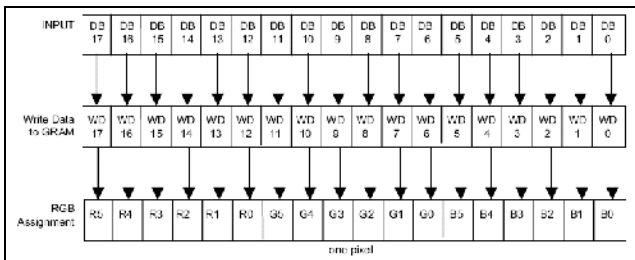 INPUT DB 17 DB 16 DB 15 DB 14 DB 13 DB 12 DB 11 DB 10 DB 9 DB 8 DB 7 DB 6 DB 5 DB 4 DB 3 DB 2 DB 1 DB 0
Write Data to GRAM WD 17 WD 16 WD 15 WD 14 WD 13 WD 12 WD 11 WD 10 WD 9 WD 8 WD 7 WD 6 WD 5 WD 4 WD 3 WD 2 WD 1 WD 0
RGB Assignment R5 R4 R3 R2 R1 R0 G5 G4 G3 G2 G1 G0 B5 B4 B3 B2 B1 B0
one pixel